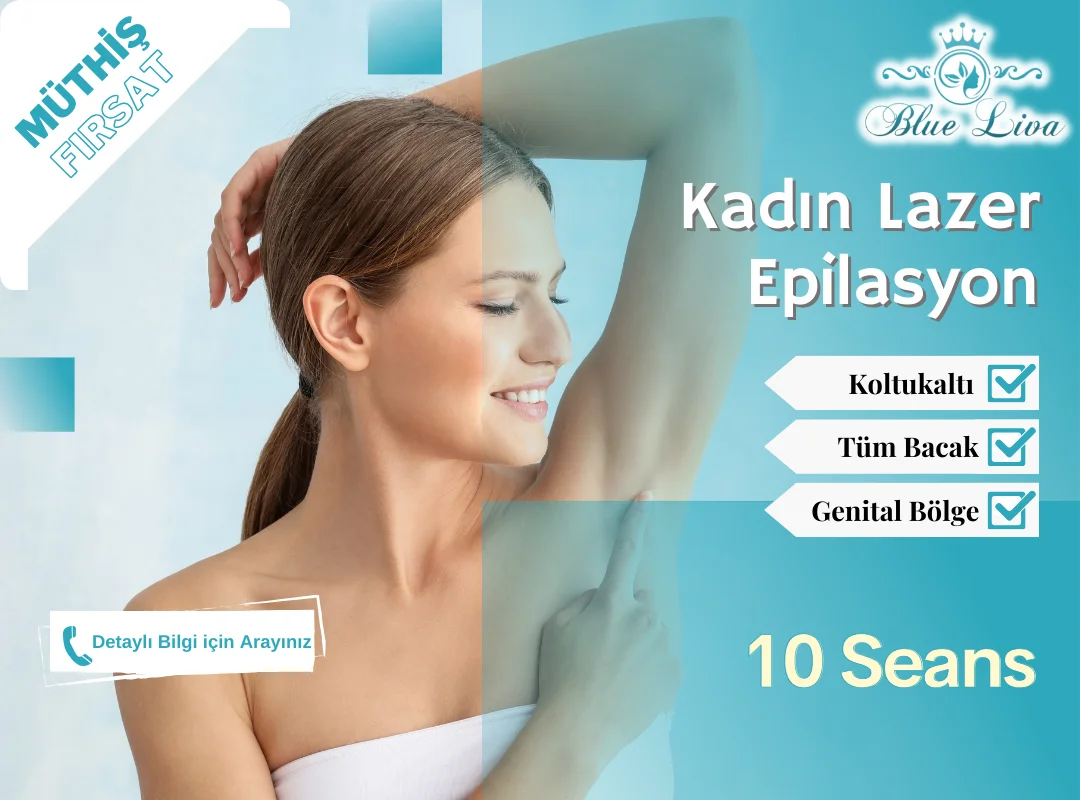 MÜTHİŞ
FIRSAT
Blue Liva
Kadın Lazer
Epilasyon
Koltukaltı
Tüm Bacak
Genital Bölge
Detaylı Bilgi için Arayınız
10 Seans